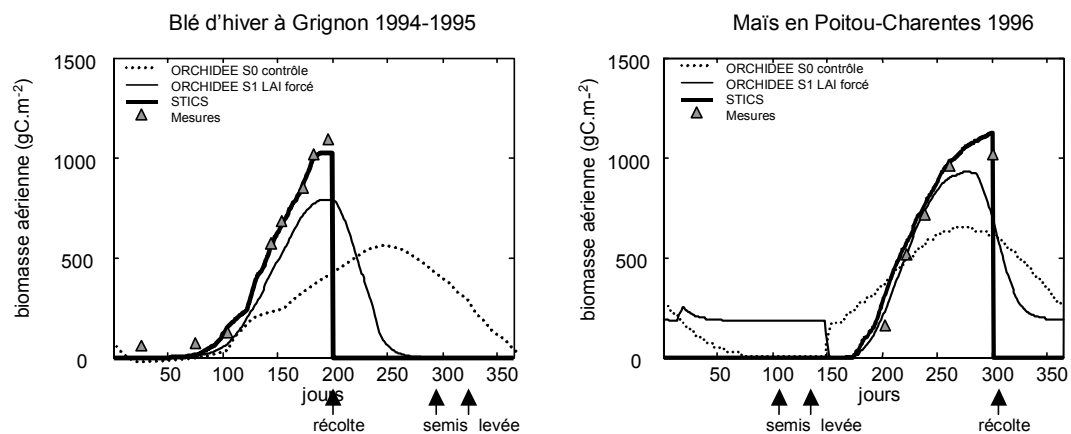 Blé d'hiver à Grignon 1994-1995
biomasse aérienne (gC.m-2)
1500
1000
500
0
ORCHIDEE S0 contrôle
ORCHIDEE S1 LAI forcé
STICS
Mesures
50 100 150 200 250 300 350
jours
récolte semis levée
Maïs en Poitou-Charentes 1996
biomasse aérienne (gC.m-2)
1500
1000
500
0
ORCHIDEE S0 contrôle
ORCHIDEE S1 LAI forcé
STICS
Mesures
50 100 150 200 250 300 350
jours
semis levée récolte